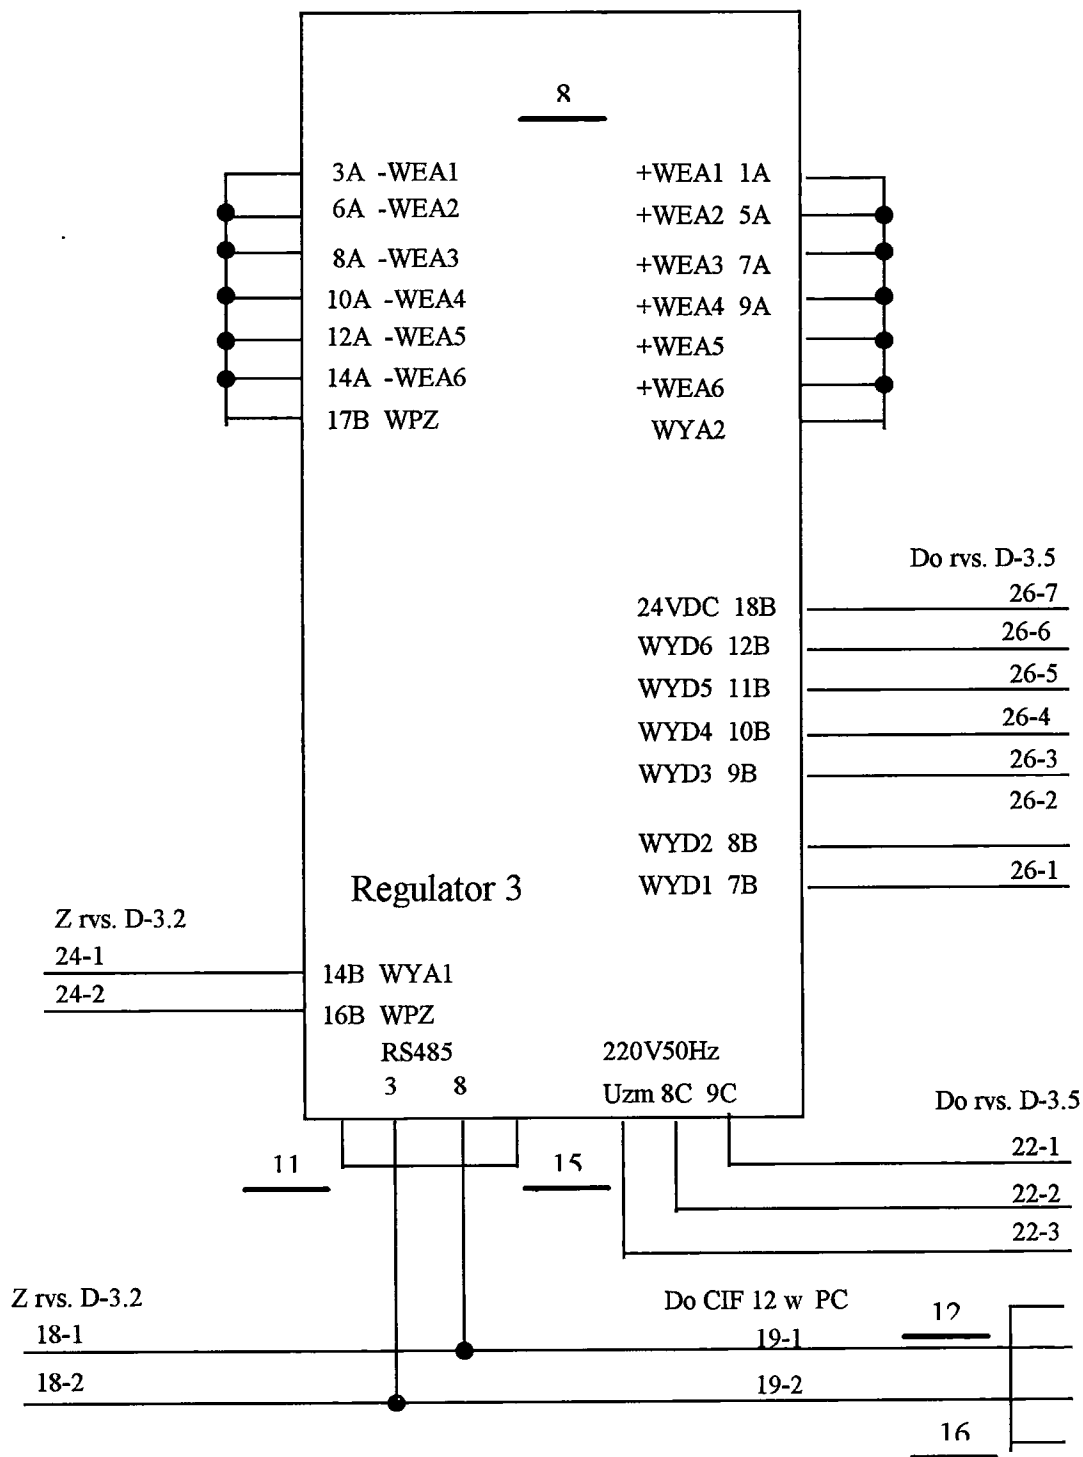 8
3A -WEA1
+WEA1 1A
6A -WEA2
+WEA2 5A
8A -WEA3
+WEA3 7A
10A -WEA4
+WEA4 9A
12A -WEA5
+WEA5
14A -WEA6
+WEA6
17B WPZ
WYA2
Do rvs. D-3.5
24VDC 18B
26-7
WYD6 12B
26-6
WYD5 11B
26-5
WYD4 10B
26-4
WYD3 9B
26-3
26-2
WYD2 8B
Regulator 3
WYD1 7B
26-1
Z rvs. D-3.2
24-1
14B WYA1
24-2
16B WPZ
RS485
220V50Hz
3 8
Uzm 8C 9C
Do rvs. D-3.5
11
15
22-1
22-2
22-3
Z rvs. D-3.2
Do CIF 12 w PC
12
18-1
19-1
18-2
19-2
16